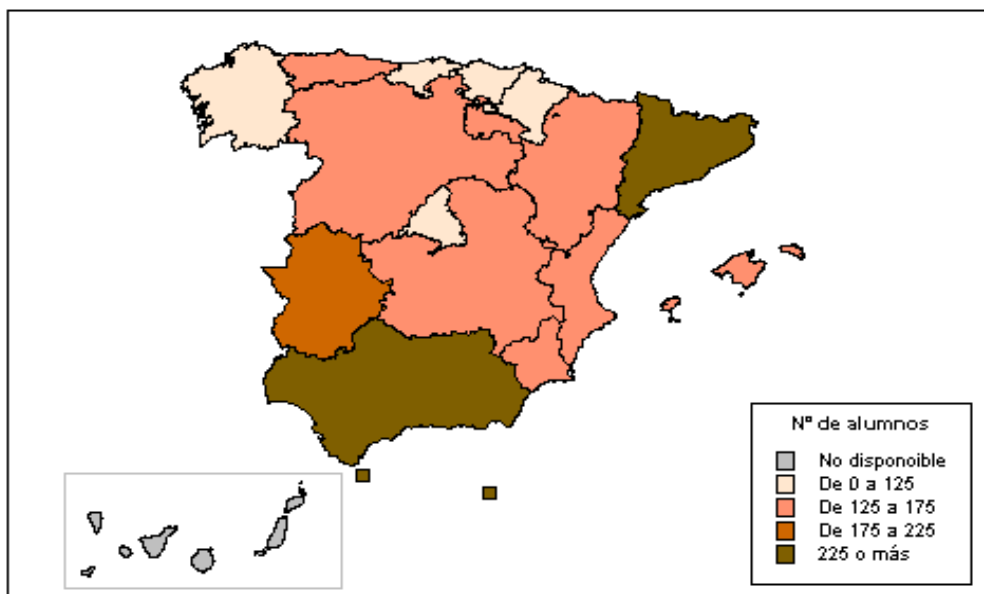 Nº de alumnos
No disponoible
De 0 a 125
De 125 a 175
De 175 a 225
225 o más